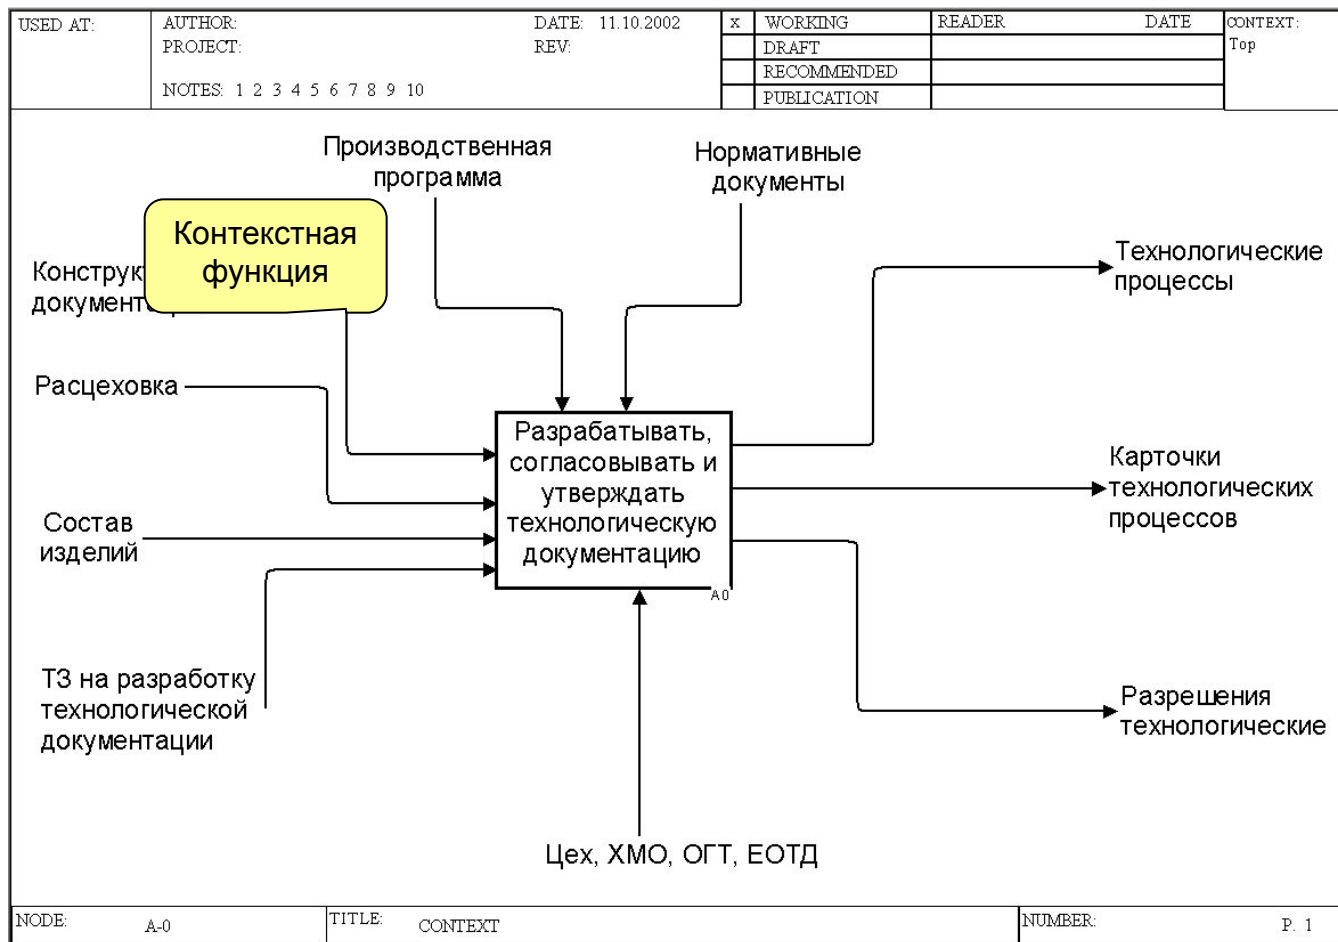 USED AT:
AUTHOR:
DATE: 11.10.2002
PROJECT:
REV:
NOTES: 1 2 3 4 5 6 7 8 9 10
x WORKING
DRAFT
RECOMMENDED
PUBLICATION
READER DATE
CONTEXT:
Top
Производственная
программа
Нормативные
документы
Контекстная
функция
Технологические
процессы
Расцеховка
Разрабатывать,
согласовывать и
утверждать
технологическую
документацию
A0
Карточки
технологических
процессов
Состав
изделий
ТЗ на разработку
технологической
документации
Разрешения
технологические
Цех, ХМО, ОГТ, ЕОТД
NODE: A-0
TITLE: CONTEXT
NUMBER: P. 1